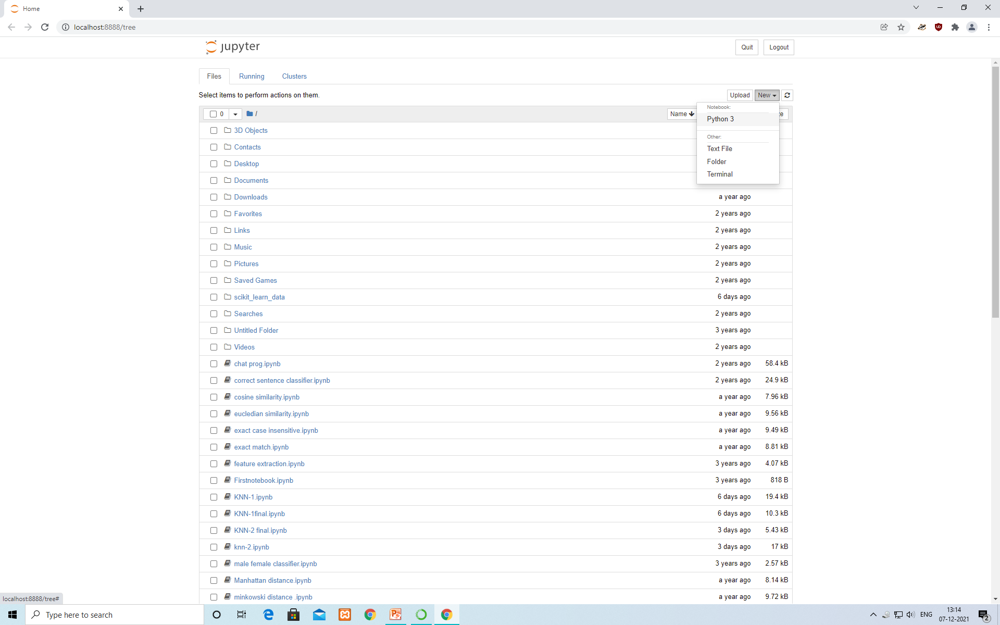 Home
localhost:8888/tree
jupyter
Quit
Logout
Files
Running
Clusters
Select items to perform actions on them.
Upload
New
0
/
Name
ze
Notebook:
Python 3
Other:
Text File
Folder
Terminal
3D Objects
Contacts
Desktop
Documents
Downloads a year ago
Favorites 2 years ago
Links 2 years ago
Music 2 years ago
Pictures 2 years ago
Saved Games 2 years ago
scikit_learn_data 6 days ago
Searches 2 years ago
Untitled Folder 3 years ago
Videos 2 years ago
chat prog.ipynb 2 years ago 58.4 kB
correct sentence classifier.ipynb 2 years ago 24.9 kB
cosine similarity.ipynb a year ago 7.96 kB
eucledian similarity.ipynb a year ago 9.56 kB
exact case insensitive.ipynb a year ago 9.49 kB
exact match.ipynb a year ago 8.81 kB
feature extraction.ipynb 3 years ago 4.07 kB
Firstnotebook.ipynb 3 years ago 818 B
KNN-1.ipynb 6 days ago 19.4 kB
KNN-1final.ipynb 6 days ago 10.3 kB
KNN-2 final.ipynb 3 days ago 5.43 kB
knn-2.ipynb 3 days ago 17 kB
male female classifier.ipynb 3 years ago 2.57 kB
Manhattan distance.ipynb a year ago 8.14 kB
minkowski distance .ipynb a year ago 9.72 kB
localhost:8888/tree#
Type here to search
ENG
13:14
07-12-2021
2